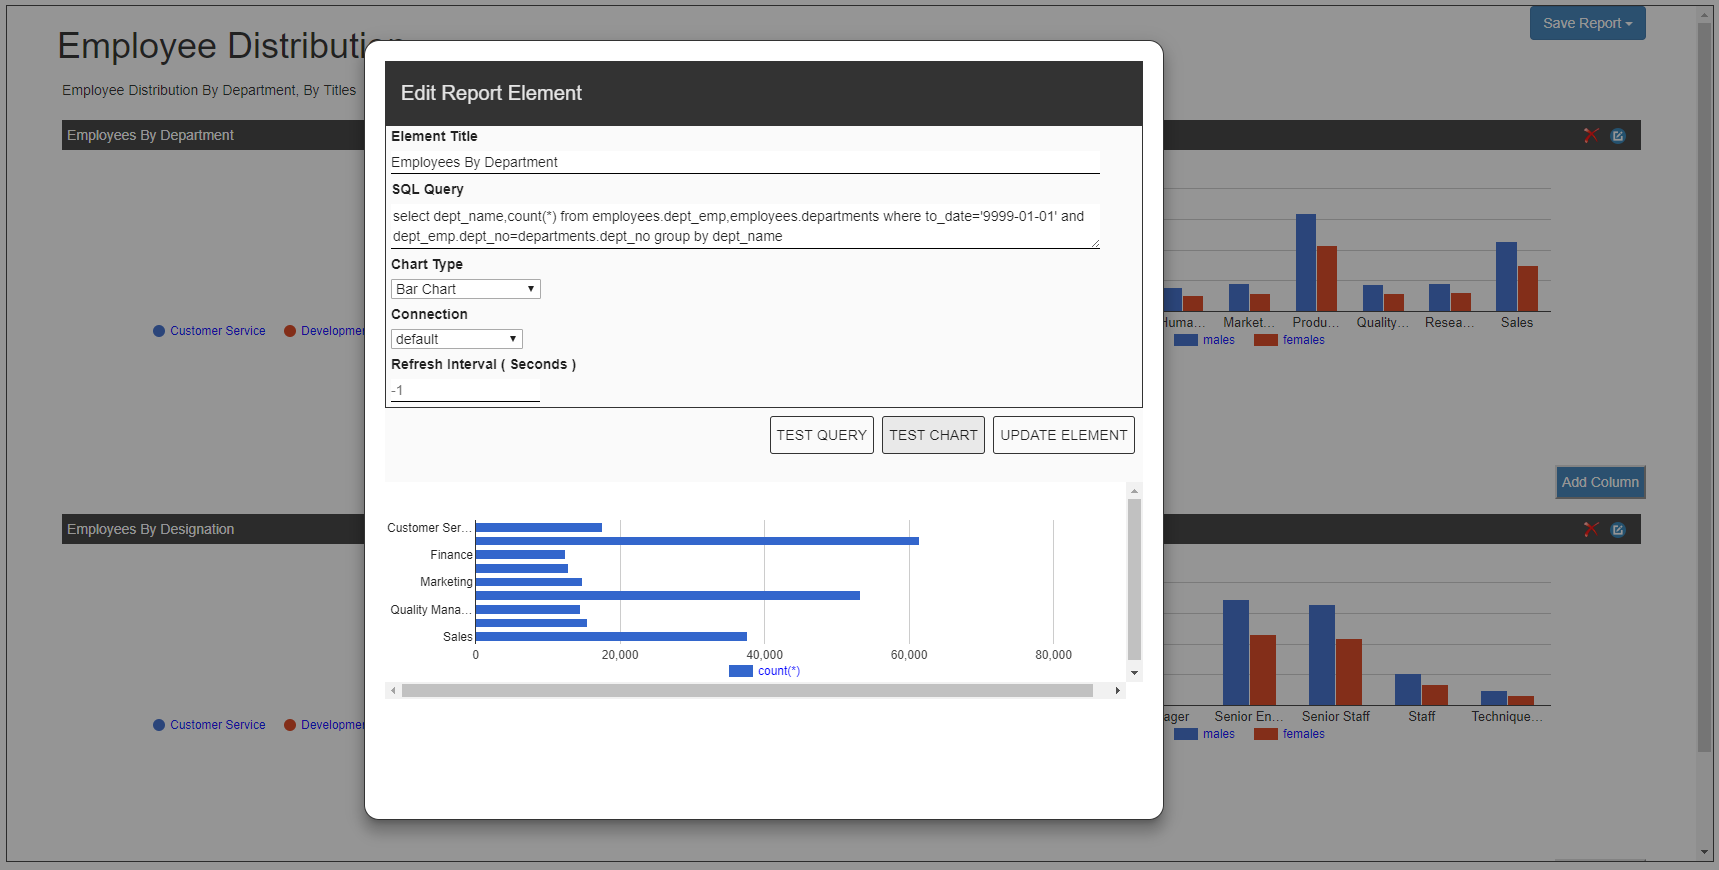 Save Report
Employee Distribution
Employee Distribution By Department, By Titles
Employees By Department
Customer Service
Huma...
Market...
Produ...
Quality...
Resea...
Sales
males
females
Add Column
Employees By Designation
Customer Service
Senior En...
Senior Staff
Staff
Technique...
males
females
Edit Report Element
Element Title
Employees By Department
SQL Query
select dept_name,count(*) from employees.dept_emp,employees.departments where to_date='9999-01-01' and
dept_emp.dept_no=departments.dept_no group by dept_name
Chart Type
Bar Chart
Connection
default
Refresh Interval ( Seconds )
-1
TEST QUERY
TEST CHART
UPDATE ELEMENT
Customer Ser...
Finance
Marketing
Quality Mana...
Sales
0
20,000
40,000
60,000
80,000
count(*)